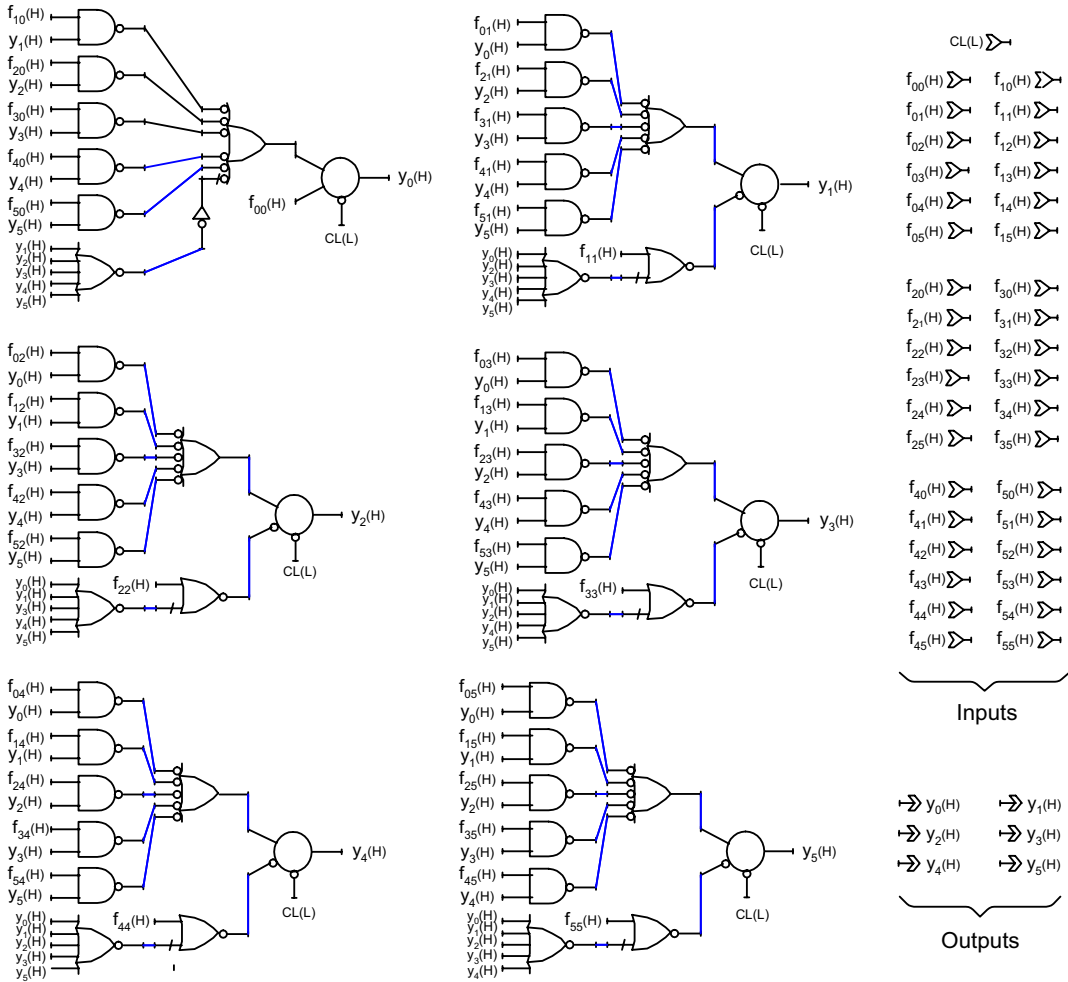 f10(H)
y1(H)
f20(H)
y2(H)
f30(H)
y3(H)
f40(H)
y4(H)
f50(H)
y5(H)
y1(H)
y2(H)
y3(H)
y4(H)
y5(H)
f00(H)
CL(L)
y0(H)
f01(H)
y0(H)
f21(H)
y2(H)
f31(H)
y3(H)
f41(H)
y4(H)
f51(H)
y5(H)
y0(H)
y2(H)
y3(H)
y4(H)
y5(H)
f11(H)
CL(L)
y1(H)
f02(H)
y0(H)
f12(H)
y1(H)
f32(H)
y3(H)
f42(H)
y4(H)
f52(H)
y5(H)
y0(H)
y1(H)
y3(H)
y4(H)
y5(H)
f22(H)
CL(L)
y2(H)
f03(H)
y0(H)
f13(H)
y1(H)
f23(H)
y2(H)
f43(H)
y4(H)
f53(H)
y5(H)
y0(H)
y1(H)
y2(H)
y4(H)
y5(H)
f33(H)
CL(L)
y3(H)
f04(H)
y0(H)
f14(H)
y1(H)
f24(H)
y2(H)
f34(H)
y3(H)
f54(H)
y5(H)
y0(H)
y1(H)
y2(H)
y3(H)
y5(H)
f44(H)
CL(L)
y4(H)
f05(H)
y0(H)
f15(H)
y1(H)
f25(H)
y2(H)
f35(H)
y3(H)
f45(H)
y4(H)
y0(H)
y1(H)
y2(H)
y3(H)
y4(H)
f55(H)
CL(L)
y5(H)
CL(L)
f00(H) f10(H)
f01(H) f11(H)
f02(H) f12(H)
f03(H) f13(H)
f04(H) f14(H)
f05(H) f15(H)
f20(H) f30(H)
f21(H) f31(H)
f22(H) f32(H)
f23(H) f33(H)
f24(H) f34(H)
f25(H) f35(H)
f40(H) f50(H)
f41(H) f51(H)
f42(H) f52(H)
f43(H) f53(H)
f44(H) f54(H)
f45(H) f55(H)
Inputs
y0(H) y1(H)
y2(H) y3(H)
y4(H) y5(H)
Outputs